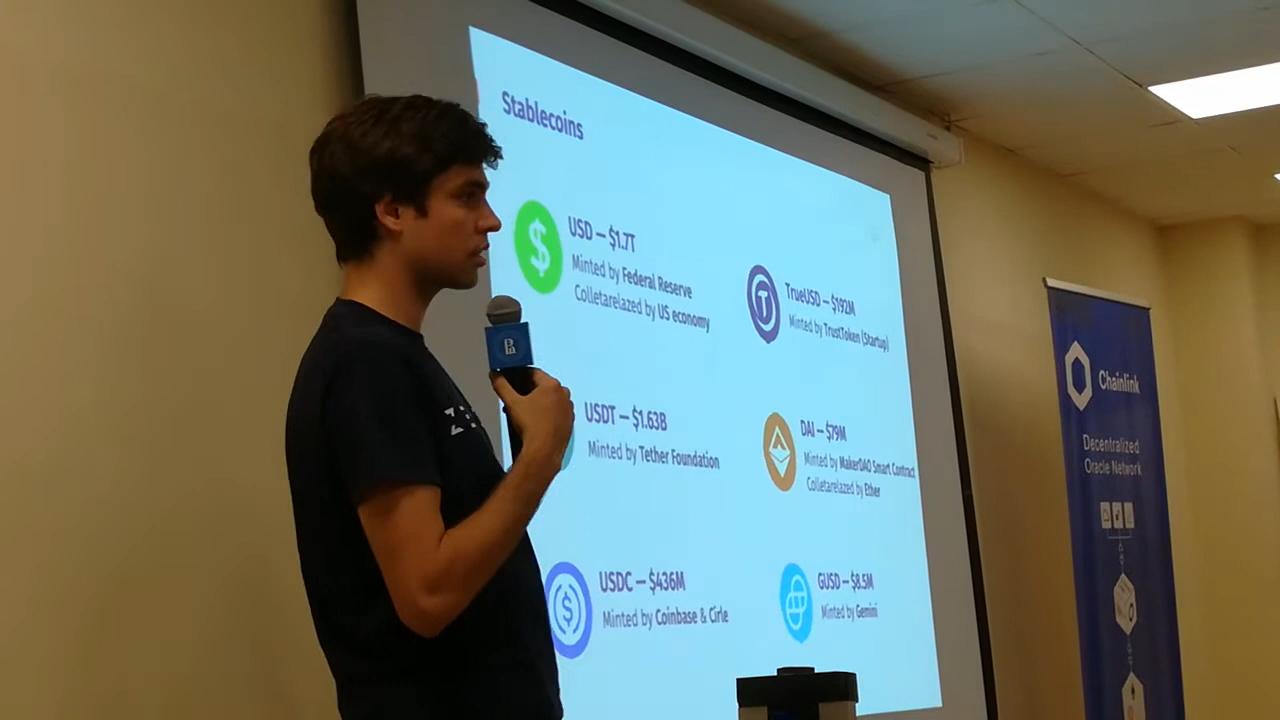 Stablecoins
USD – $1.7T
Minted by Federal Reserve
Colletarelazed by US economy
TrueUSD – $192M
Minted by TrustToken (Startup)
USDT – $1.63B
Minted by Tether Foundation
DAI – $79M
Minted by MakerDAO Smart Contract
Colletarelazed by Ether
USDC – $436M
Minted by Coinbase & Cirle
GUSD – $8.5M
Minted by Gemini
Chainlink
Decentralized
Oracle Network